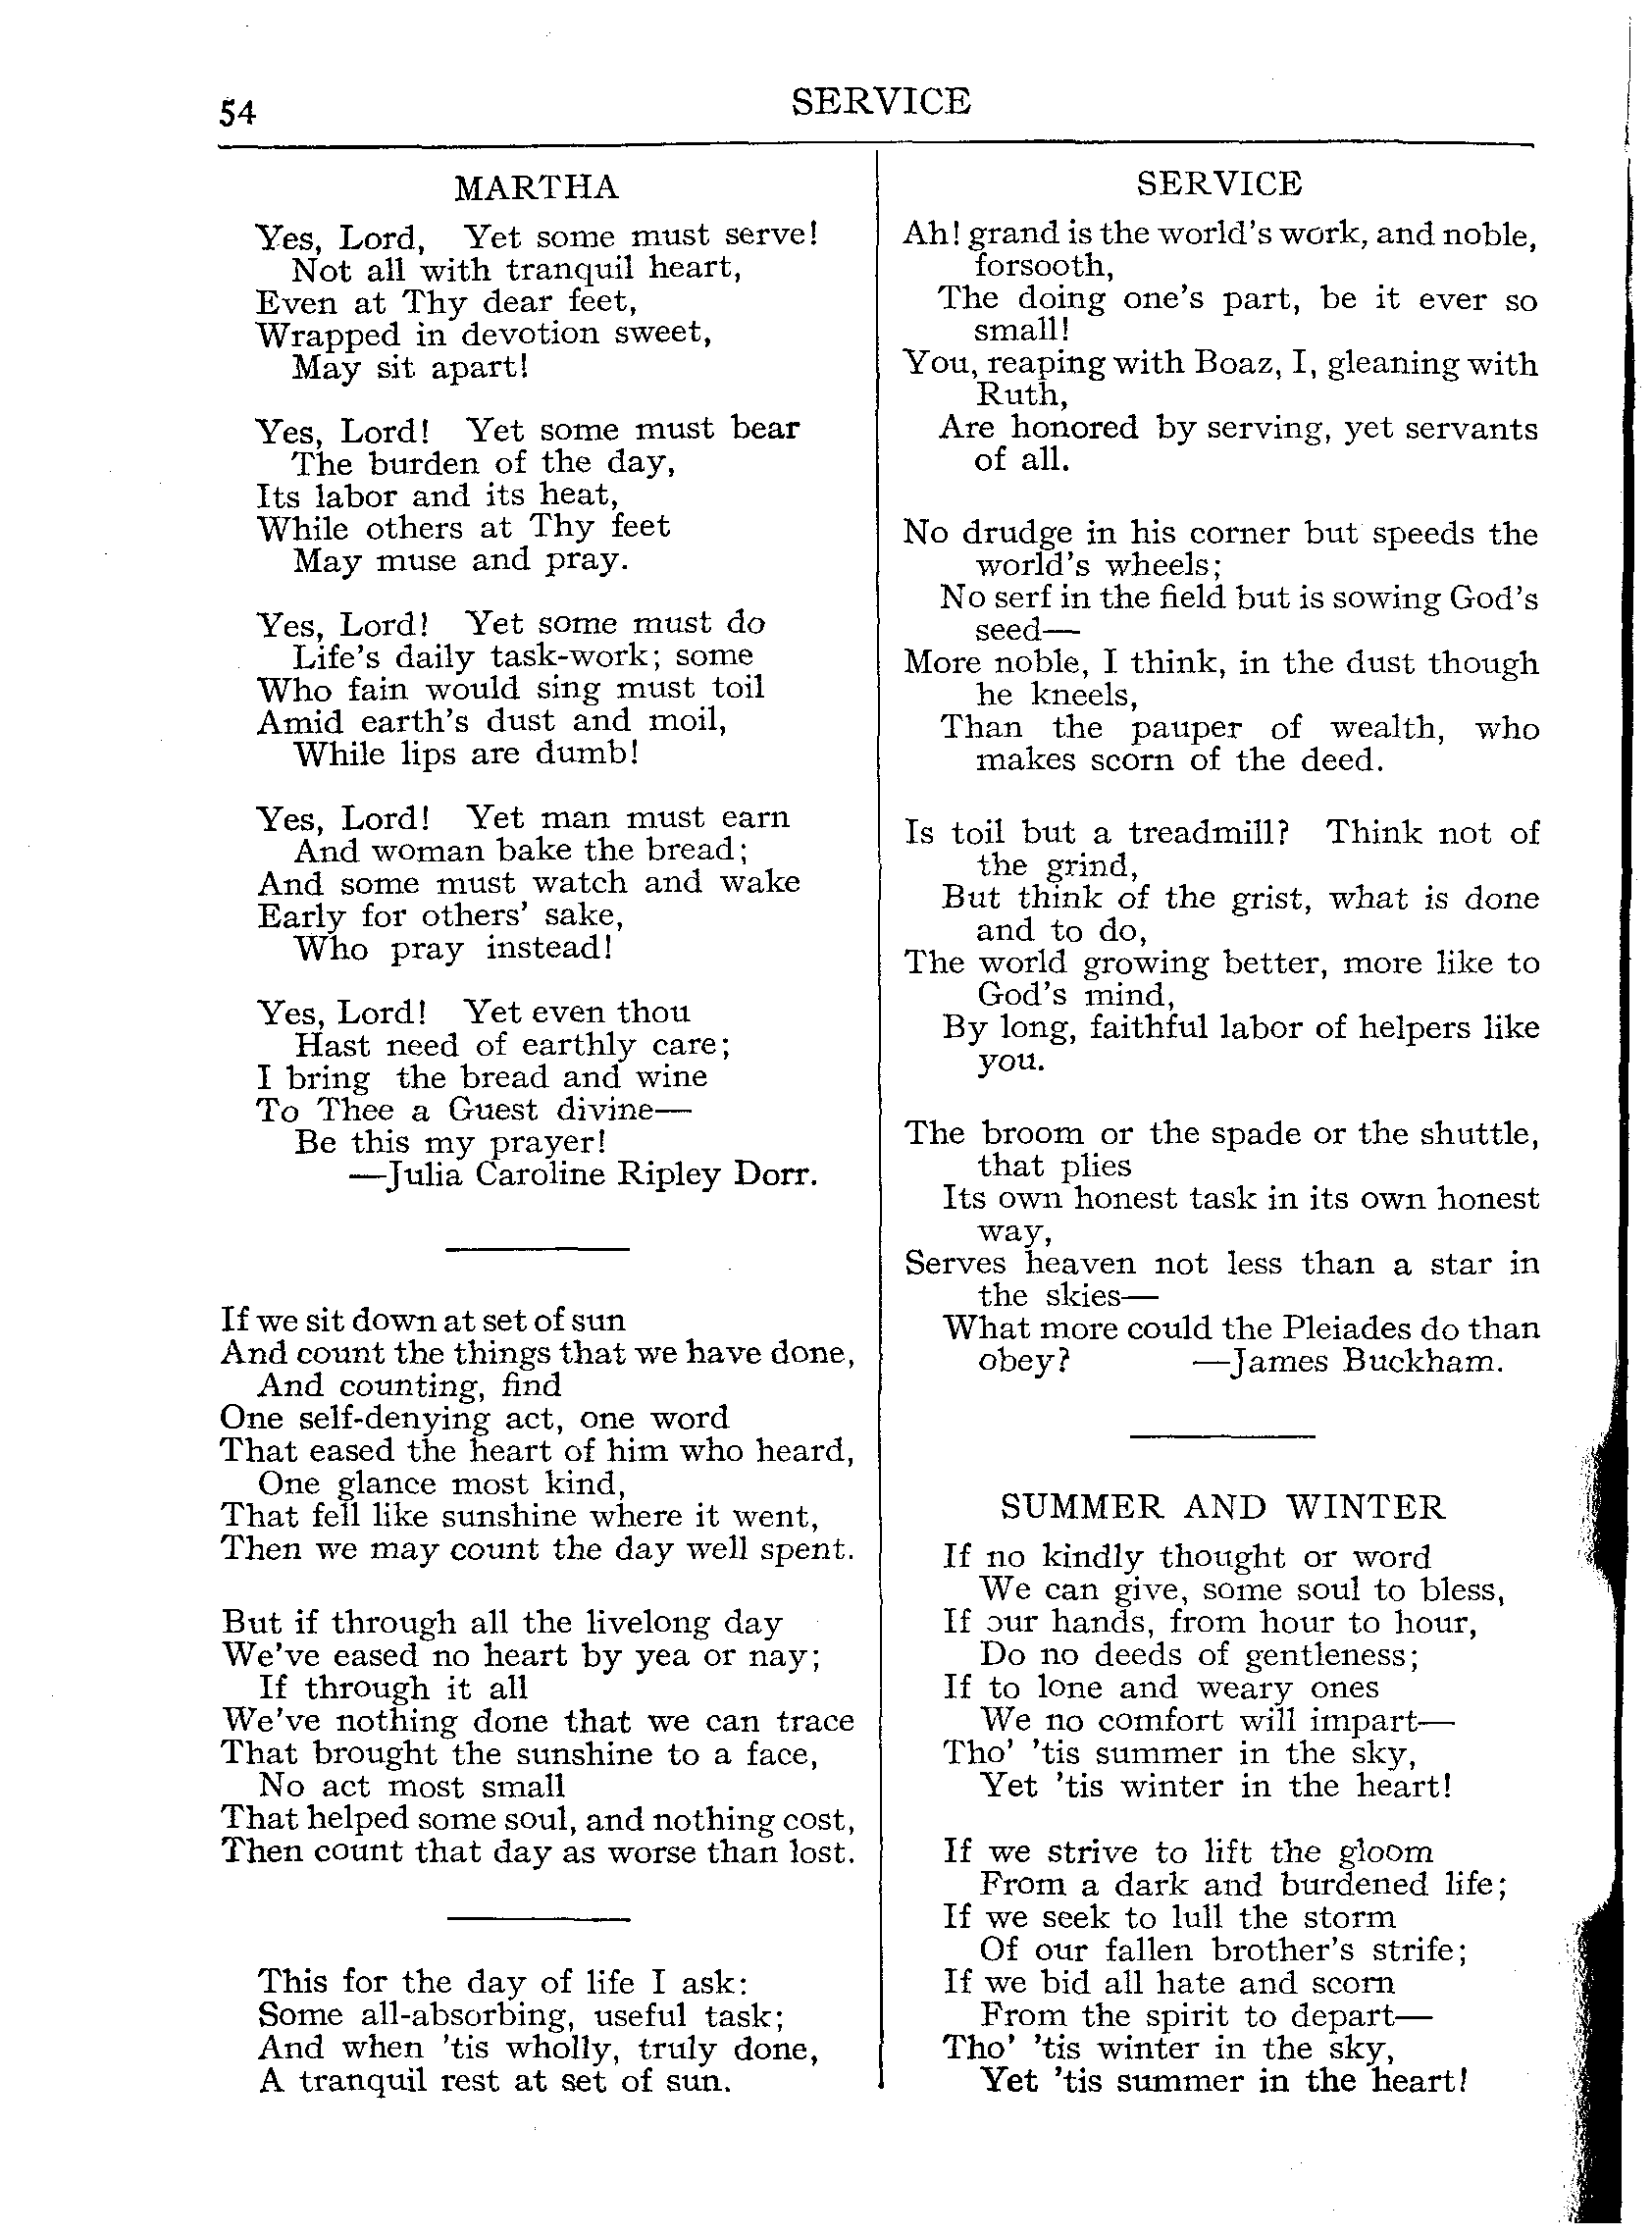 54
SERVICE
MARTHA
Yes, Lord, Yet some must serve!
Not all with tranquil heart,
Even at Thy dear feet,
Wrapped in devotion sweet,
May sit apart!
Yes, Lord! Yet some must bear
The burden of the day,
Its labor and its heat,
While others at Thy feet
May muse and pray.
Yes, Lord! Yet some must do
Life's daily task-work; some
Who fain would sing must toil
Amid earth's dust and moil,
While lips are dumb!
Yes, Lord! Yet man must earn
And woman bake the bread;
And some must watch and wake
Early for others' sake,
Who pray instead!
Yes, Lord! Yet even thou
Hast need of earthly care;
I bring the bread and wine
To Thee a Guest divine—
Be this my prayer!
—Julia Caroline Ripley Dorr.
If we sit down at set of sun
And count the things that we have done,
And counting, find
One self-denying act, one word
That eased the heart of him who heard,
One glance most kind,
That fell like sunshine where it went,
Then we may count the day well spent.
But if through all the livelong day
We've eased no heart by yea or nay;
If through it all
We've nothing done that we can trace
That brought the sunshine to a face,
No act most small
That helped some soul, and nothing cost,
Then count that day as worse than lost.
This for the day of life I ask:
Some all-absorbing, useful task;
And when 'tis wholly, truly done,
A tranquil rest at set of sun.
SERVICE
Ah! grand is the world's work, and noble,
forsooth,
The doing one's part, be it ever so
small!
You, reaping with Boaz, I, gleaning with
Ruth,
Are honored by serving, yet servants
of all.
No drudge in his corner but speeds the
world's wheels;
No serf in the field but is sowing God's
seed—
More noble, I think, in the dust though
he kneels,
Than the pauper of wealth, who
makes scorn of the deed.
Is toil but a treadmill? Think not of
the grind,
But think of the grist, what is done
and to do,
The world growing better, more like to
God's mind,
By long, faithful labor of helpers like
you.
The broom or the spade or the shuttle,
that plies
Its own honest task in its own honest
way,
Serves heaven not less than a star in
the skies—
What more could the Pleiades do than
obey? —James Buckham.
SUMMER AND WINTER
If no kindly thought or word
We can give, some soul to bless,
If our hands, from hour to hour,
Do no deeds of gentleness;
If to lone and weary ones
We no comfort will impart—
Tho' 'tis summer in the sky,
Yet 'tis winter in the heart!
If we strive to lift the gloom
From a dark and burdened life;
If we seek to lull the storm
Of our fallen brother's strife;
If we bid all hate and scorn
From the spirit to depart—
Tho' 'tis winter in the sky,
Yet 'tis summer in the heart!